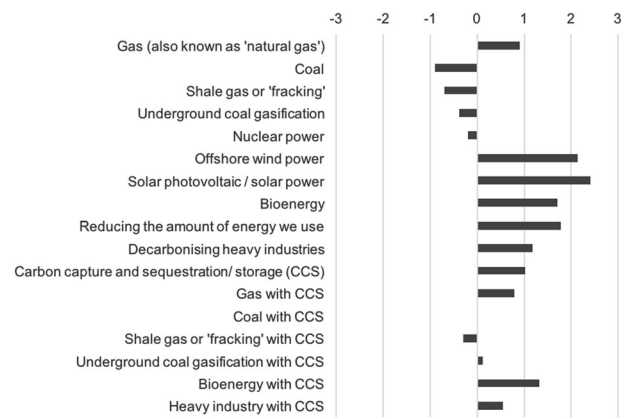 -3 -2 -1 0 1 2 3
Gas (also known as 'natural gas')
Coal
Shale gas or 'fracking'
Underground coal gasification
Nuclear power
Offshore wind power
Solar photovoltaic / solar power
Bioenergy
Reducing the amount of energy we use
Decarbonising heavy industries
Carbon capture and sequestration/ storage (CCS)
Gas with CCS
Coal with CCS
Shale gas or 'fracking' with CCS
Underground coal gasification with CCS
Bioenergy with CCS
Heavy industry with CCS